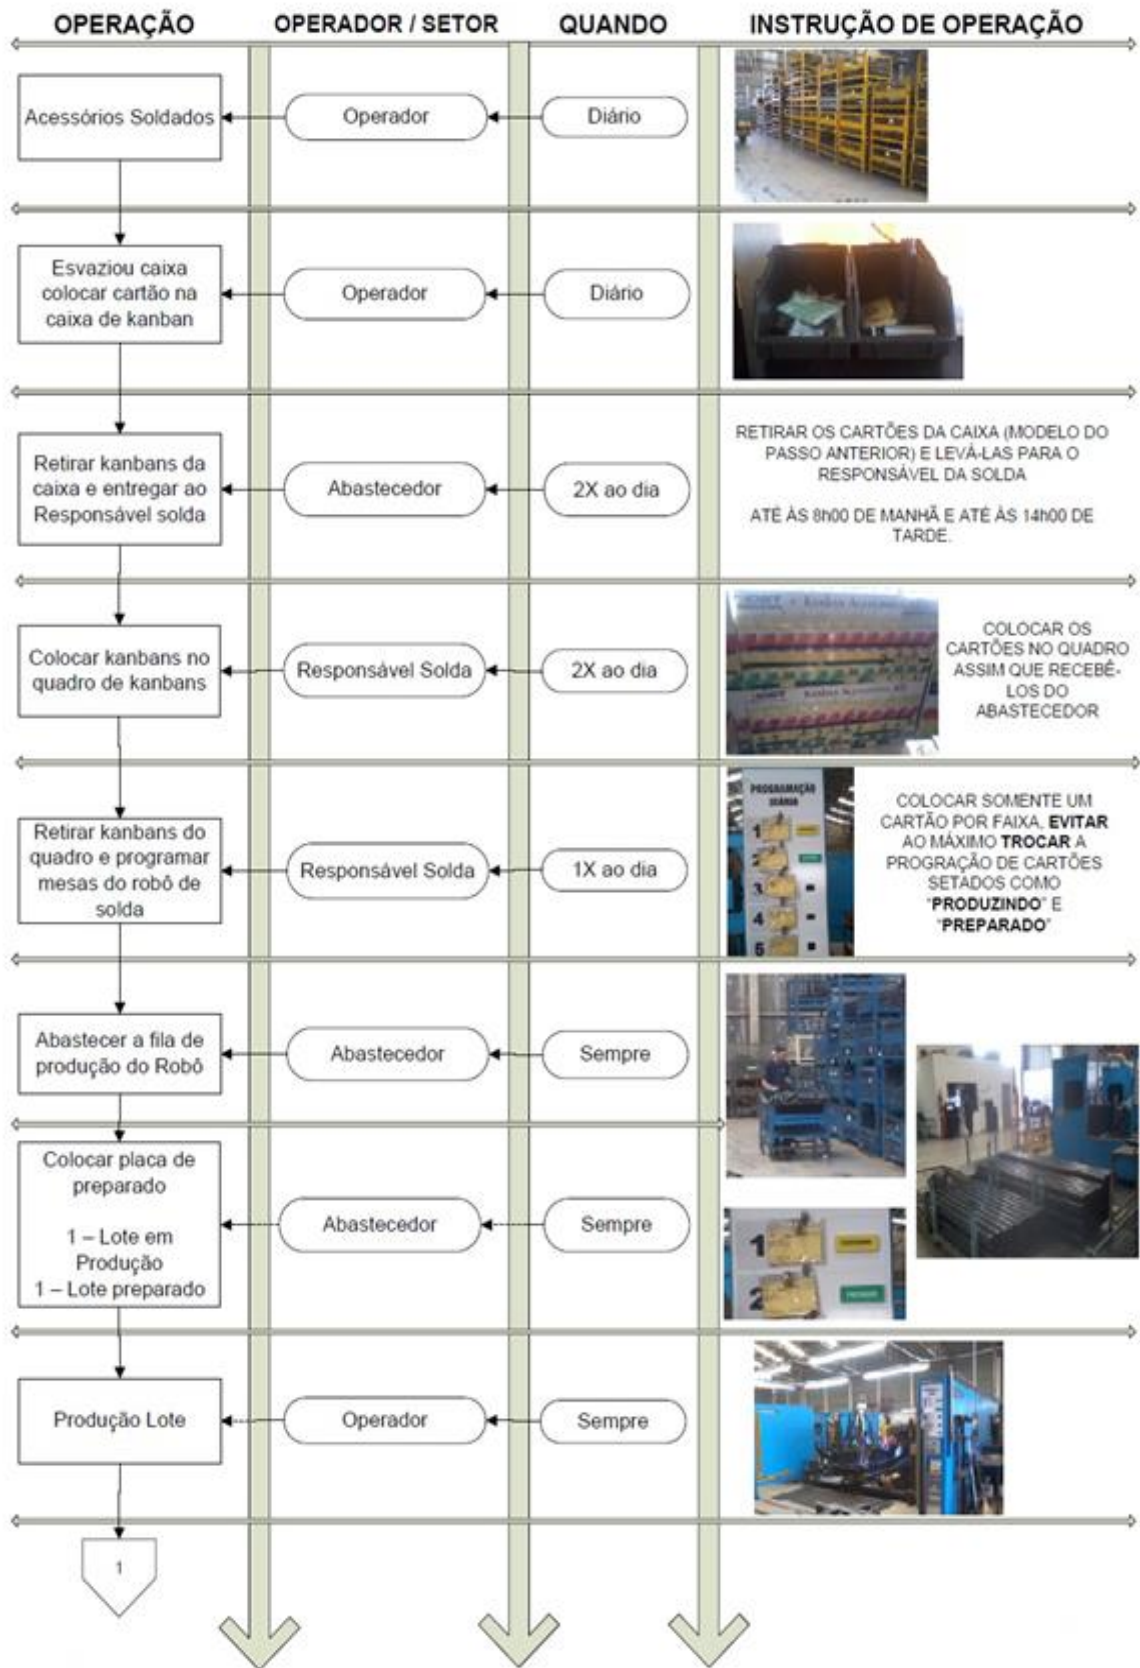 OPERAÇÃO
OPERADOR / SETOR
QUANDO
INSTRUÇÃO DE OPERAÇÃO
Acessórios Soldados
Operador
Diário
Esvaziou caixa
colocar cartão na
caixa de kanban
Operador
Diário
Retirar kanbans da
caixa e entregar ao
Responsável solda
Abastecedor
2X ao dia
RETIRAR OS CARTÕES DA CAIXA (MODELO DO
PASSO ANTERIOR) E LEVÁ-LAS PARA O
RESPONSÁVEL DA SOLDA
ATÉ ÀS 8h00 DE MANHÃ E ATÉ ÀS 14h00 DE
TARDE.
Colocar kanbans no
quadro de kanbans
Responsável Solda
2X ao dia
COLOCAR OS
CARTÕES NO QUADRO
ASSIM QUE RECEBÊ-
LOS DO
ABASTECEDOR
Retirar kanbans do
quadro e programar
mesas do robô de
solda
Responsável Solda
1X ao dia
PROGRAMAÇÃO
DIÁRIA
1
2
3
4
5
COLOCAR SOMENTE UM
CARTÃO POR FAIXA, EVITAR
AO MÁXIMO TROCAR A
PROGRAÇÃO DE CARTÕES
SETADOS COMO
"PRODUZINDO" E
"PREPARADO"
Abastecer a fila de
produção do Robô
Abastecedor
Sempre
Colocar placa de
preparado
1 – Lote em
Produção
1 – Lote preparado
Abastecedor
Sempre
1
2
Produção Lote
Operador
Sempre
1